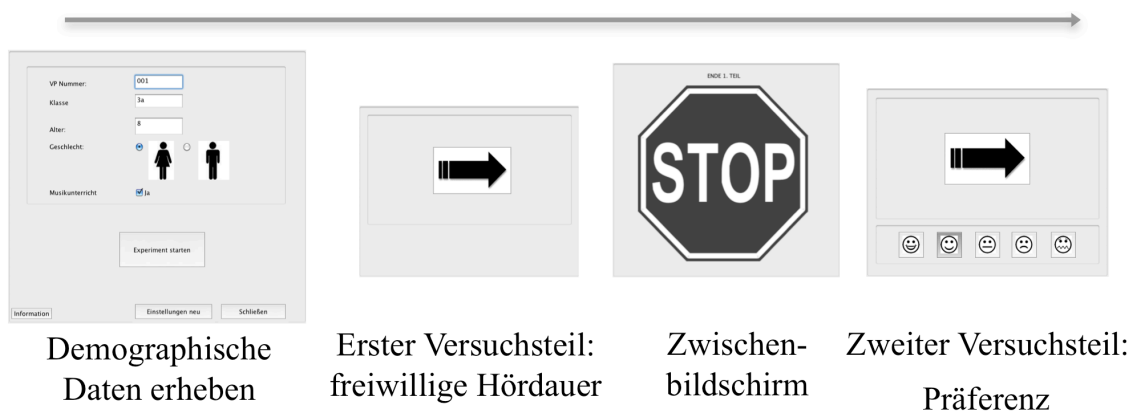 VP Nummer:
001
Klasse
3a
Alter:
8
Geschlecht:
Musikunterricht
Ja
Experiment starten
Information
Einstellungen neu
Schließen
Demographische
Daten erheben
Erster Versuchsteil:
freiwillige Hördauer
ENDE 1. TEIL
STOP
Zwischen-
bildschirm
Zweiter Versuchsteil:
Präferenz